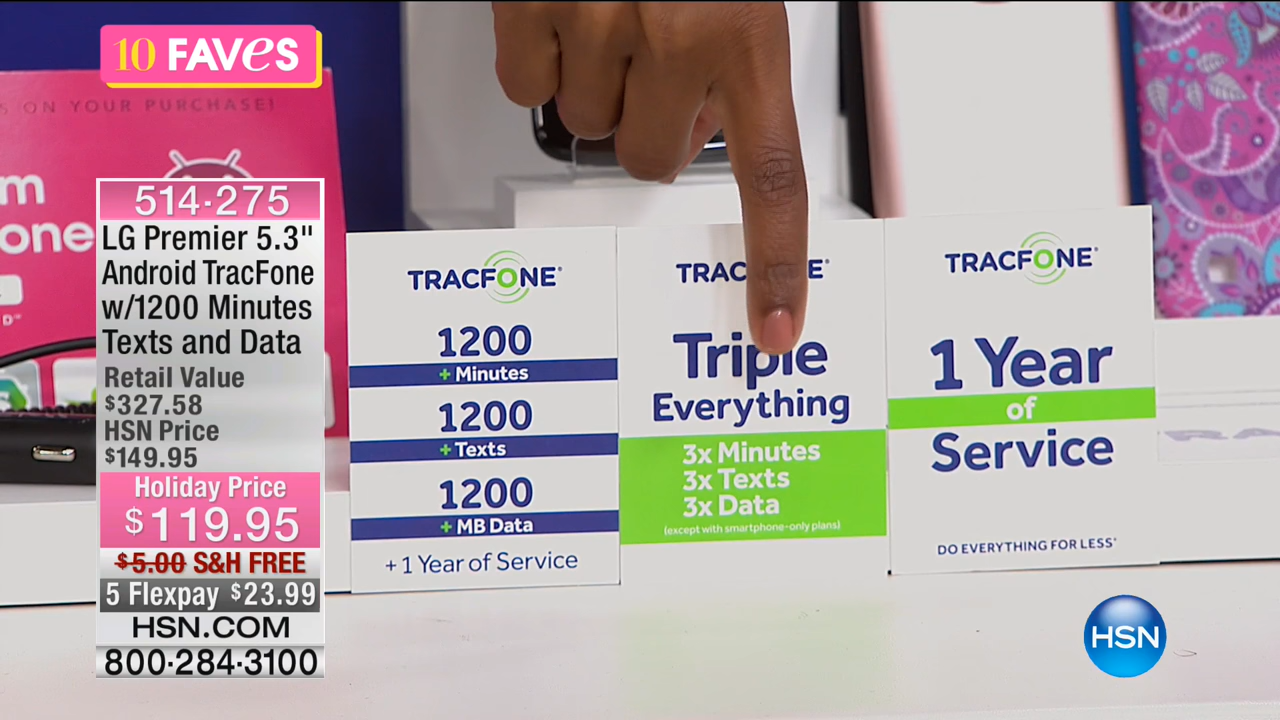 10 FAVeS
S ON YOUR PURCHASE!
m
one
D™
514-275
LG Premier 5.3"
Android TracFone
w/1200 Minutes
Texts and Data
Retail Value
$327.58
HSN Price
$149.95
Holiday Price
$119.95
$5.00 S&H FREE
5 Flexpay $23.99
HSN.COM
800-284-3100
TRACFONE®
1200
+ Minutes
1200
+ Texts
1200
+ MB Data
+ 1 Year of Service
TRAC E®
Triple
Everything
3x Minutes
3x Texts
3x Data
(except with smartphone-only plans)
TRACFONE®
1 Year
of
Service
DO EVERYTHING FOR LESS®
HSN